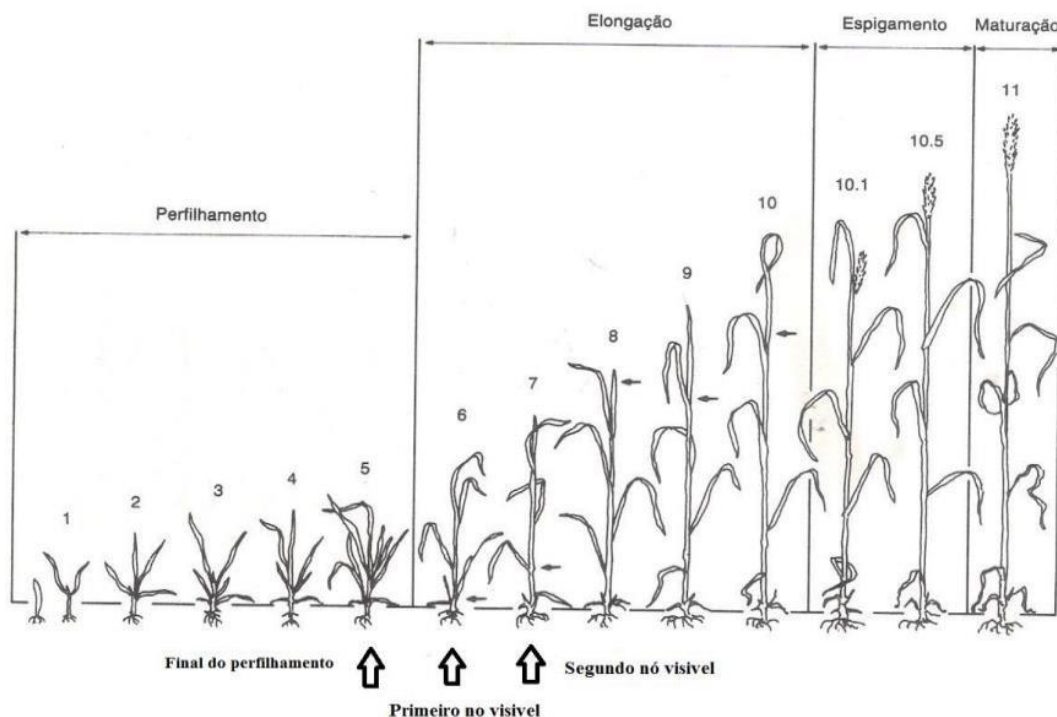 Elongação
Espigamento
Maturação
11
10.5
10.1
Perfilhamento
10
9
8
7
6
5
4
3
2
1
Final do perfilhamento
Segundo nó visivel
Primeiro no visivel